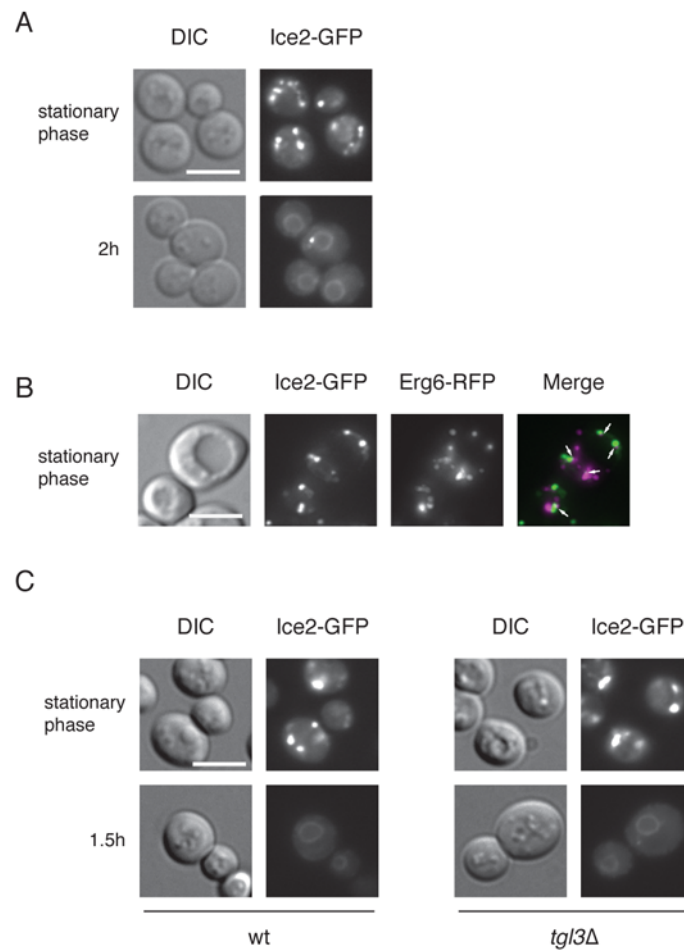 A
DIC Ice2-GFP
stationary
phase
2h
B
DIC Ice2-GFP Erg6-RFP Merge
stationary
phase
C
DIC Ice2-GFP DIC Ice2-GFP
stationary
phase
1.5h
wt tgl3Δ